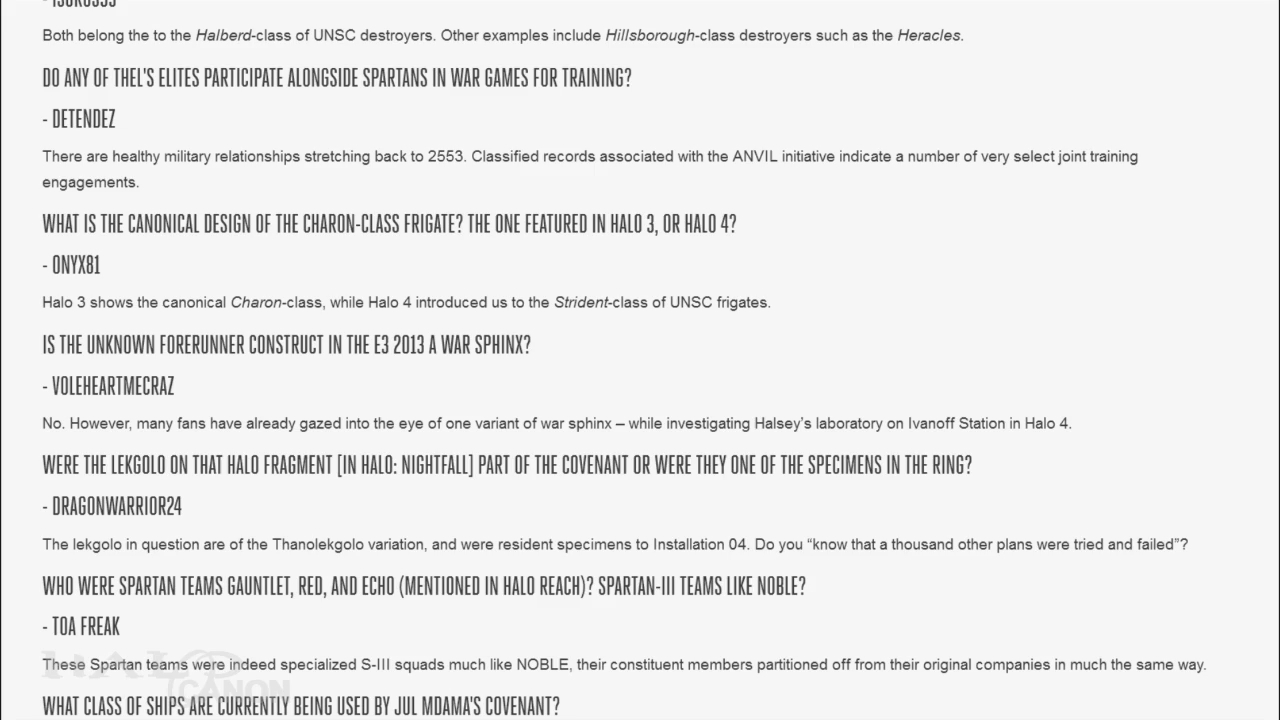 Both belong the to the Halberd-class of UNSC destroyers. Other examples include Hillsborough-class destroyers such as the Heracles.
DO ANY OF THEL'S ELITES PARTICIPATE ALONGSIDE SPARTANS IN WAR GAMES FOR TRAINING?
- DETENDEZ
There are healthy military relationships stretching back to 2553. Classified records associated with the ANVIL initiative indicate a number of very select joint training
engagements.
WHAT IS THE CANONICAL DESIGN OF THE CHARON-CLASS FRIGATE? THE ONE FEATURED IN HALO 3, OR HALO 4?
- ONYX81
Halo 3 shows the canonical Charon-class, while Halo 4 introduced us to the Strident-class of UNSC frigates.
IS THE UNKNOWN FORERUNNER CONSTRUCT IN THE E3 2013 A WAR SPHINX?
- VOLEHEARTMECRAZ
No. However, many fans have already gazed into the eye of one variant of war sphinx – while investigating Halsey's laboratory on Ivanoff Station in Halo 4.
WERE THE LEKGOLO ON THAT HALO FRAGMENT [IN HALO: NIGHTFALL] PART OF THE COVENANT OR WERE THEY ONE OF THE SPECIMENS IN THE RING?
- DRAGONWARRIOR24
The lekgolo in question are of the Thanolekgolo variation, and were resident specimens to Installation 04. Do you “know that a thousand other plans were tried and failed”?
WHO WERE SPARTAN TEAMS GAUNTLET, RED, AND ECHO (MENTIONED IN HALO REACH)? SPARTAN-III TEAMS LIKE NOBLE?
- TOA FREAK
These Spartan teams were indeed specialized S-III squads much like NOBLE, their constituent members partitioned off from their original companies in much the same way.
HALO
CANON
WHAT CLASS OF SHIPS ARE CURRENTLY BEING USED BY JUL MDAMA'S COVENANT?